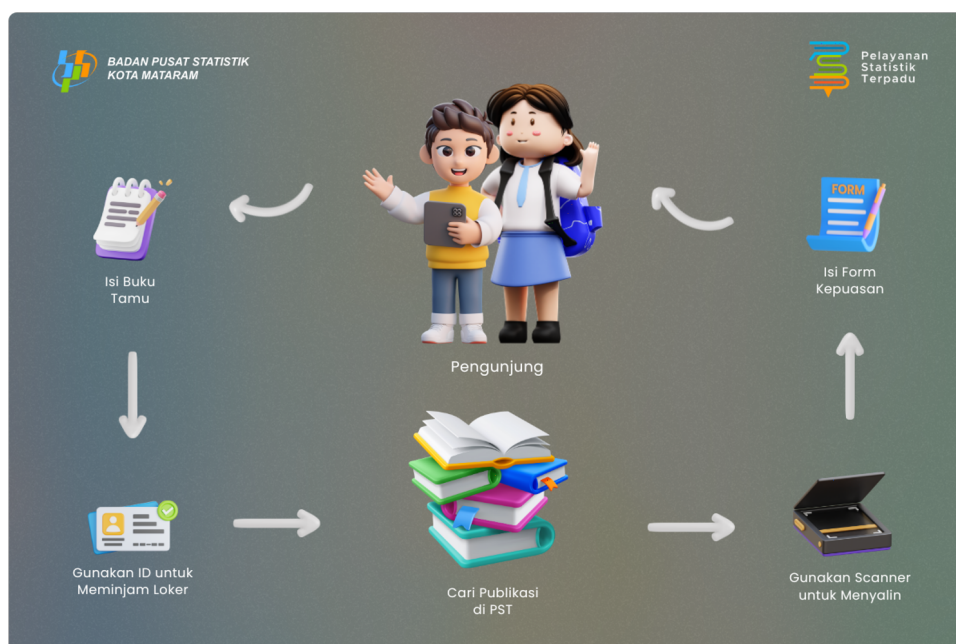 BADAN PUSAT STATISTIK
KOTA MATARAM
Pelayanan
Statistik
Terpadu
FORM
Isi Buku
Tamu
Isi Form
Kepuasan
Pengunjung
Gunakan ID untuk
Meminjam Loker
Cari Publikasi
di PST
Gunakan Scanner
untuk Menyalin